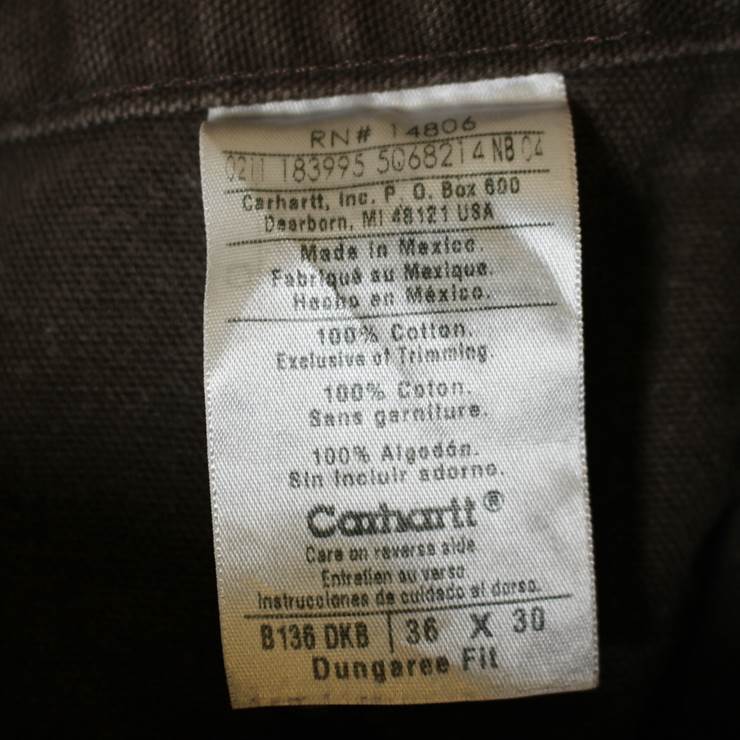 RN# 14806
0211 183995 5Q68214 NB 04
Carhartt, Inc. P. O. Box 600
Dearborn, MI 48121 USA
Made in Mexico.
Fabriqué au Mexique.
Hecho en México.
100% Cotton.
Exclusive of Trimming.
100% Coton.
Sans garniture.
100% Algodón.
Sin incluir adorno.
Carhartt®
Care on reverse side
Entretien au verso
Instrucciones de cuidado al dorso.
B136 DKB | 36 X 30
Dungaree Fit